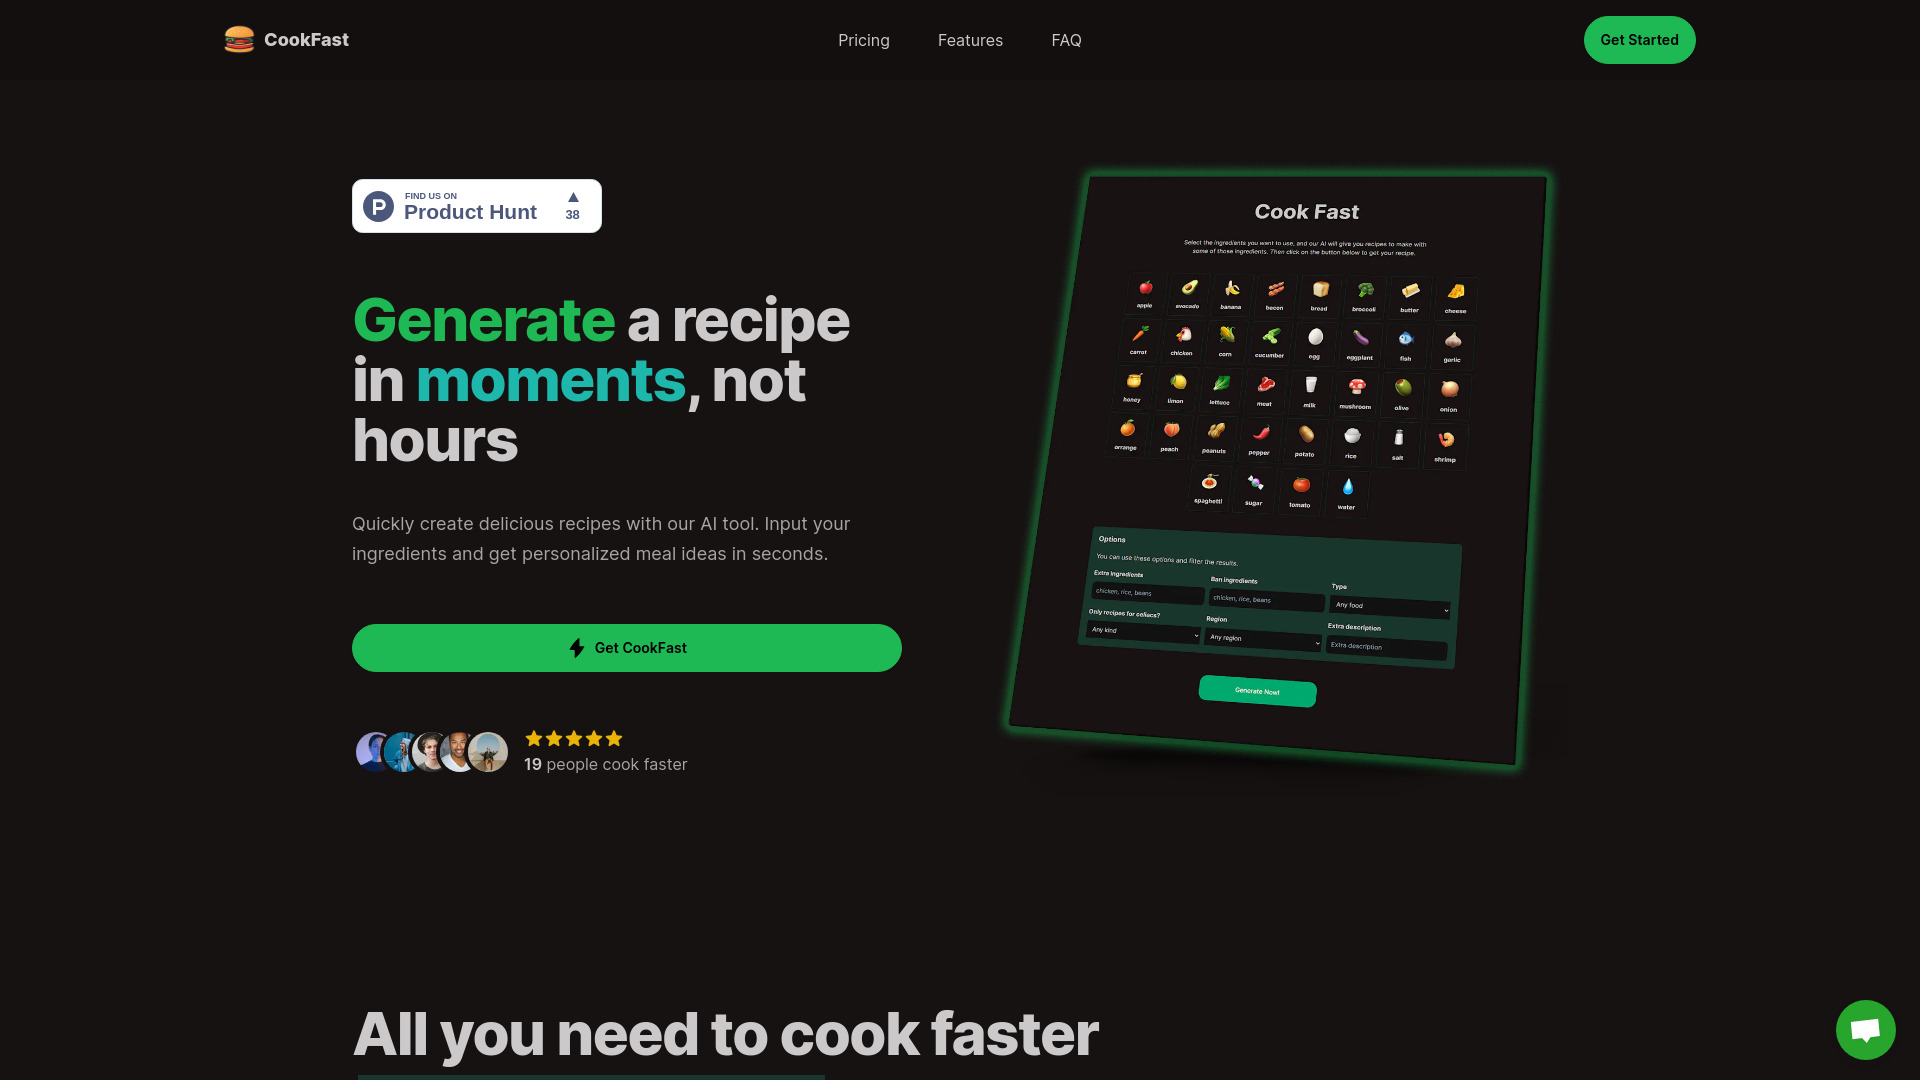 CookFast
Pricing
Features
FAQ
Get Started
FIND US ON
Product Hunt
38
Generate a recipe
in moments, not
hours
Quickly create delicious recipes with our AI tool. Input your
ingredients and get personalized meal ideas in seconds.
Get CookFast
19 people cook faster
Cook Fast
Select the ingredients you want to use, and our AI will give you recipes to make with
some of those ingredients. Then click on the button below to get your recipe.
apple avocado banana bacon bread broccoli butter cheese
carrot chicken corn cucumber egg eggplant fish garlic
honey limon lettuce meat milk mushroom olive onion
orrange peach peanuts pepper potato rice salt shrimp
spaghetti sugar tomato water
Options
You can use these options and filter the results.
Extra ingredients Ban ingredients Type
chicken, rice, beans chicken, rice, beans Any food
Only recipes for celiacs? Region Extra description
Any kind Any region Extra description
Generate Now!
All you need to cook faster